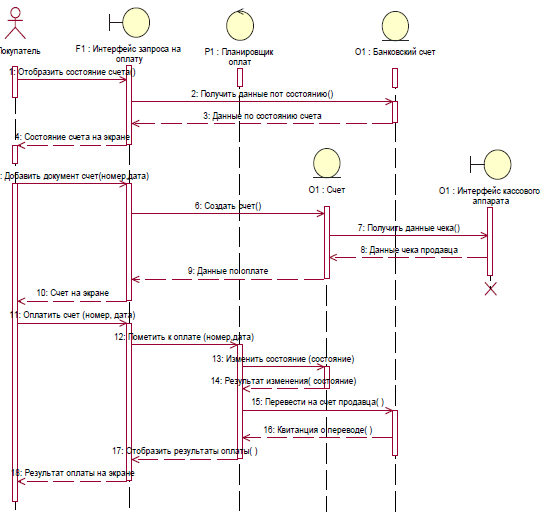 Покупатель
F1 : Интерфейс запроса на
оплату
P1 : Планировщик
оплат
O1 : Банковский счет
1: Отобразить состояние счета()
2: Получить данные пот состоянию()
3: Данные по состоянию счета
4: Состояние счета на экране
O1 : Счет
O1 : Интерфейс кассового
аппарата
: Добавить документ счет(номер,дата)
6: Создать счет()
7: Получить данные чека()
8: Данные чека продавца
9: Данные по оплате
10: Счет на экране
11: Оплатить счет (номер, дата)
12: Пометить к оплате (номер,дата)
13: Изменить состояние (состояние)
14: Результат изменения( состояние)
15: Перевести на счет продавца( )
16: Квитанция о переводе( )
17: Отобразить результаты оплаты( )
18: Результат оплаты на экране